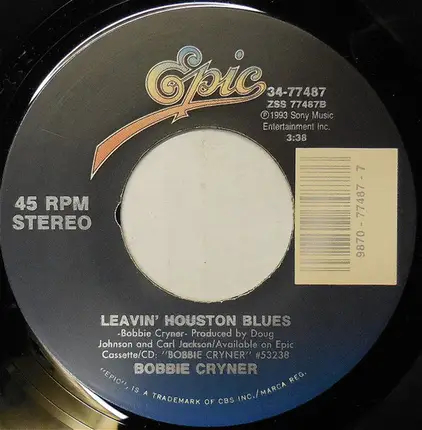 Epic
34-77487
ZSS 77487B
℗1993 Sony Music
Entertainment Inc.
3:38
45 RPM
STEREO
9870-77487-7
LEAVIN' HOUSTON BLUES
-Bobbie Cryner- Produced by Doug
Johnson and Carl Jackson/Available on Epic
Cassette/CD: "BOBBIE CRYNER" #53238
BOBBIE CRYNER
"EPIC", IS A TRADEMARK OF CBS INC./MARCA REG.